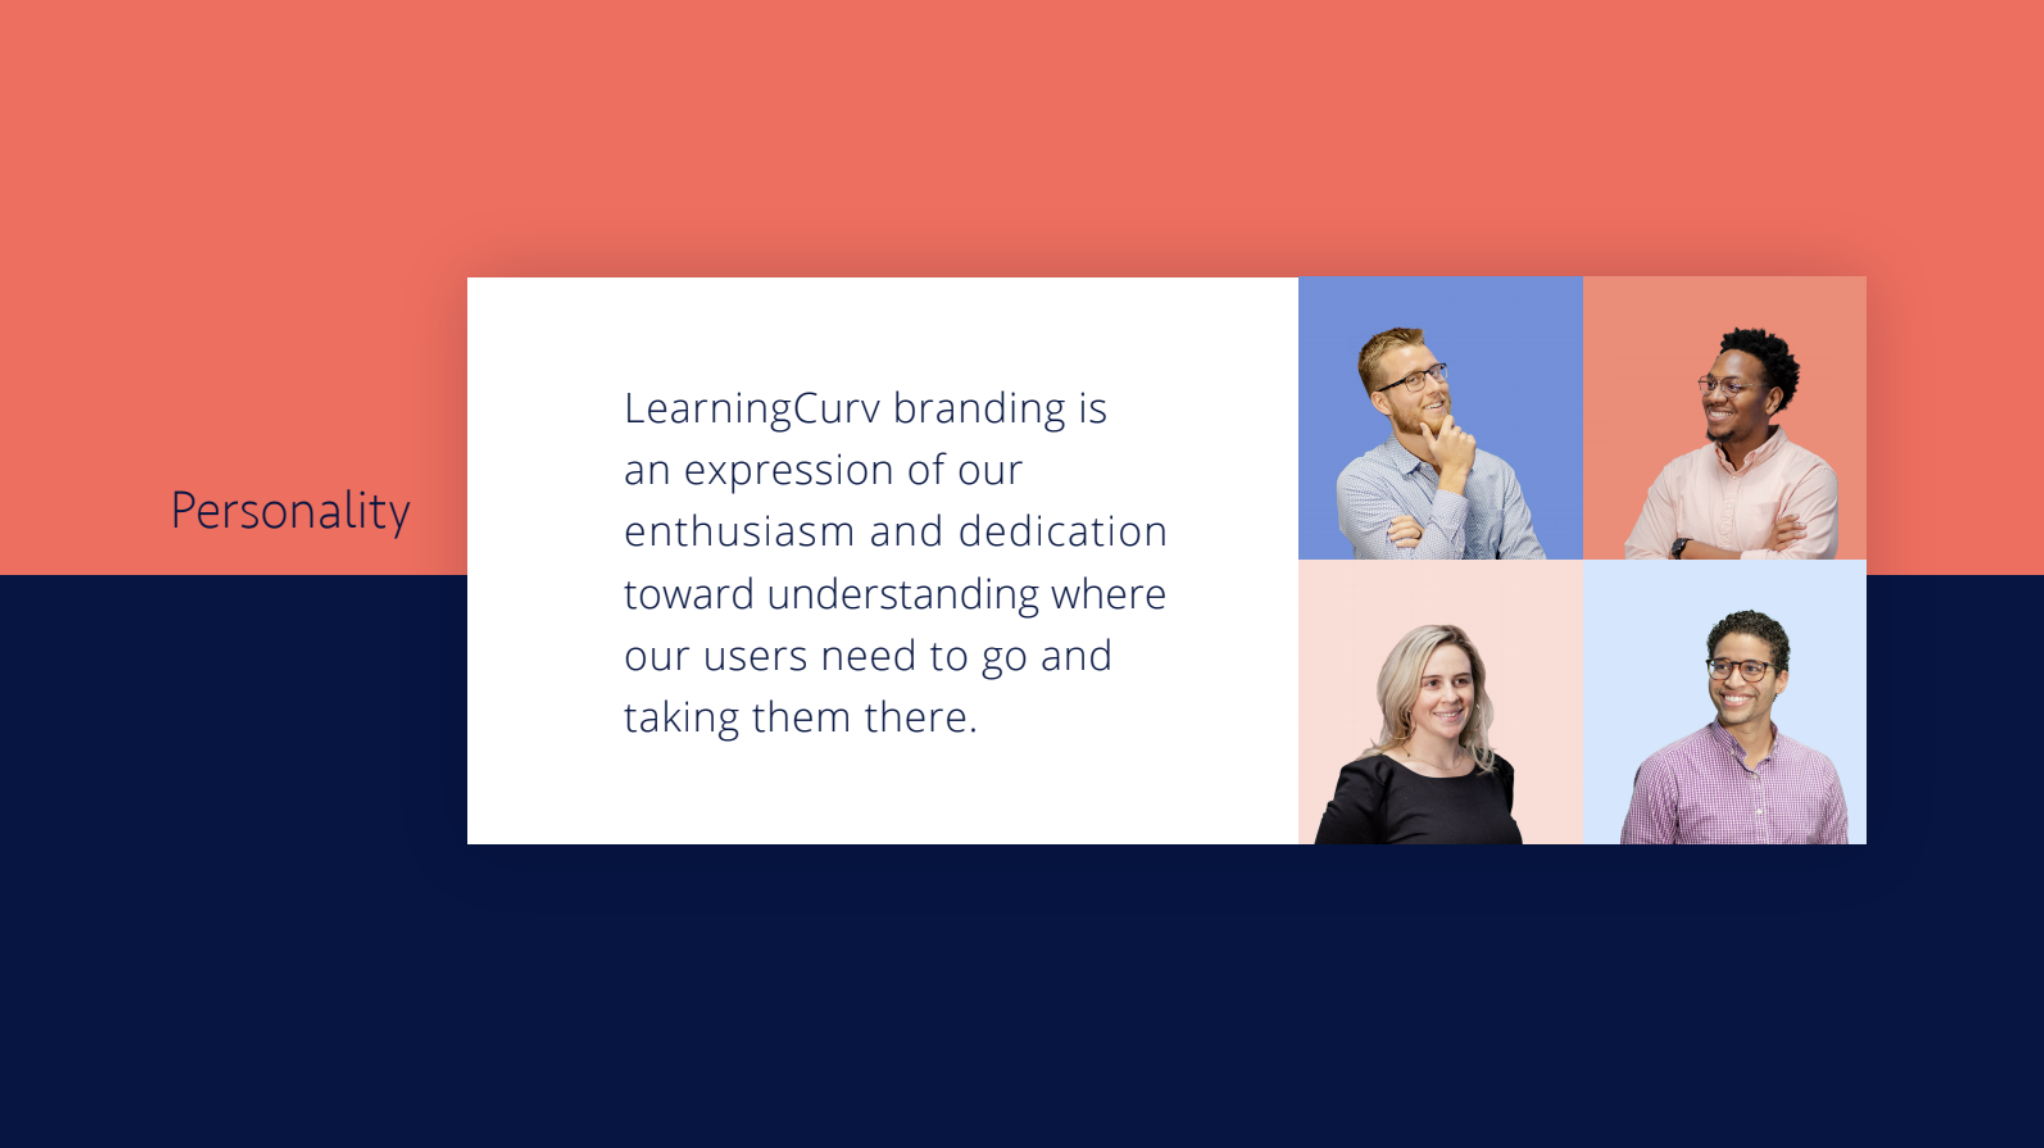 Personality
LearningCurv branding is
an expression of our
enthusiasm and dedication
toward understanding where
our users need to go and
taking them there.